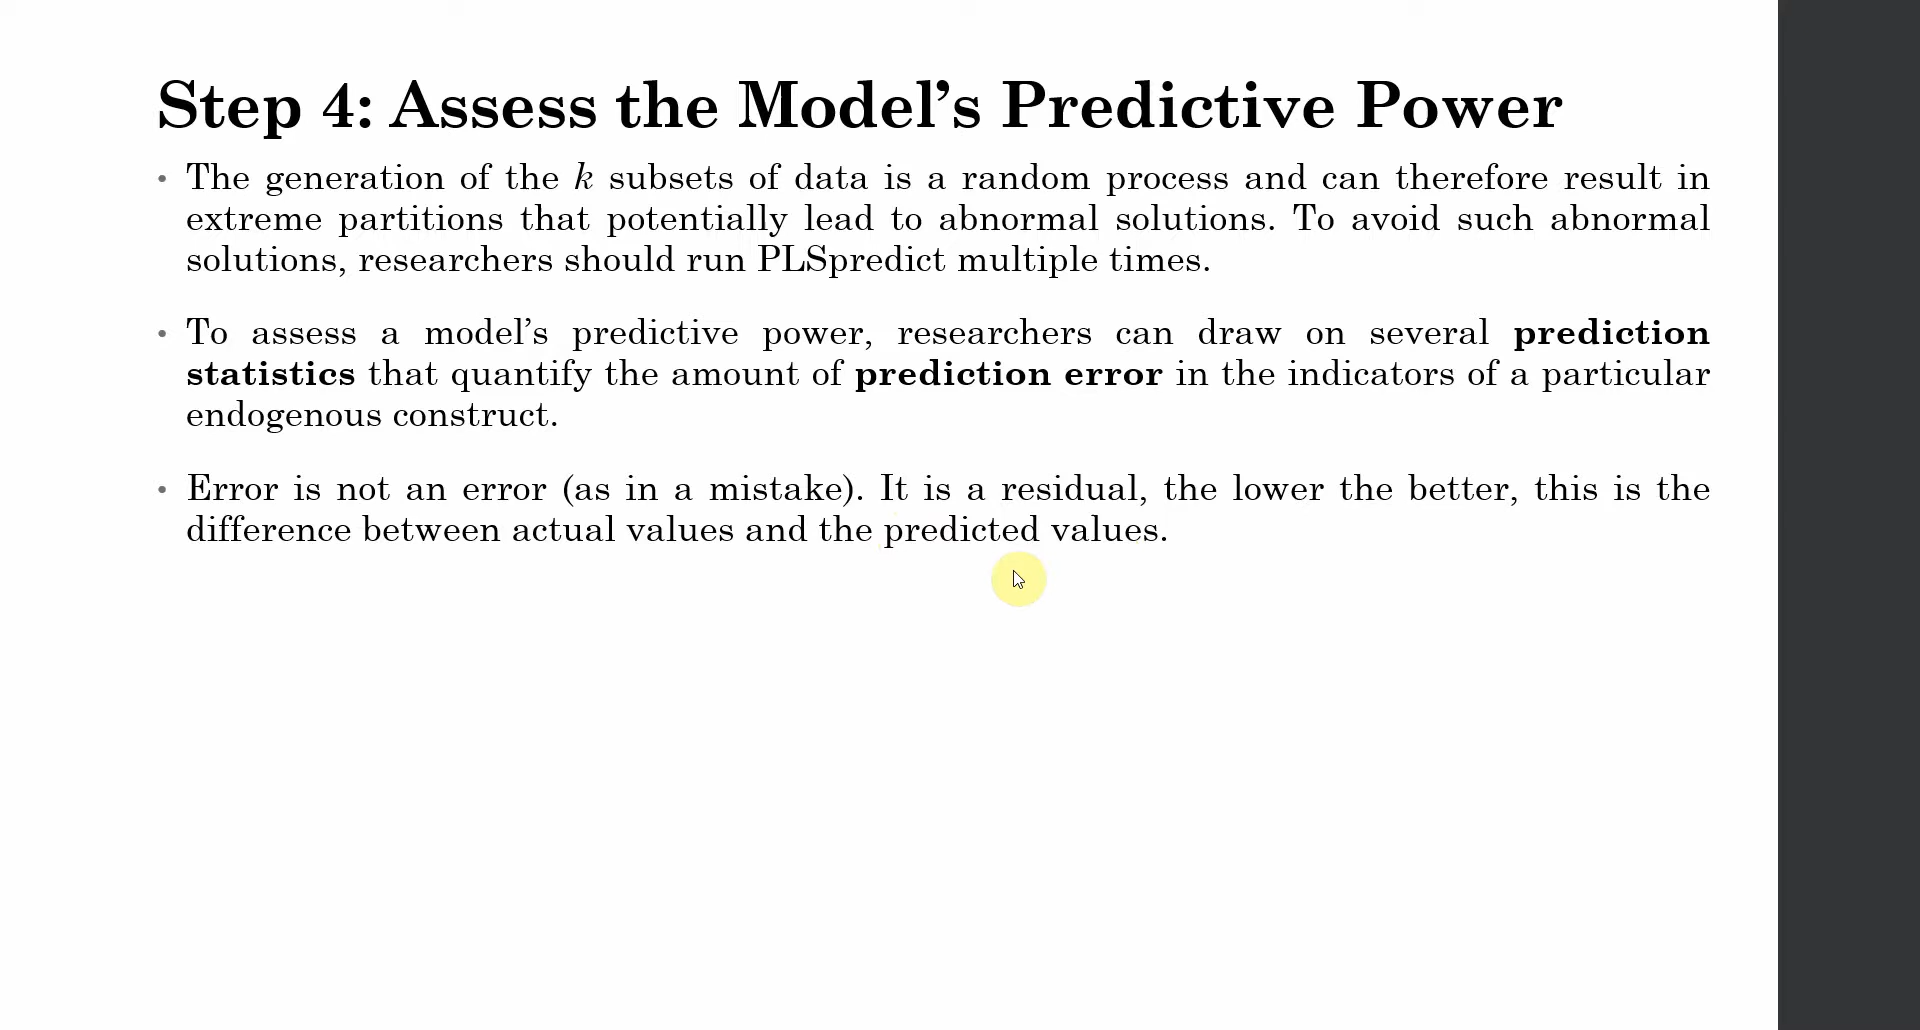 Step 4: Assess the Model’s Predictive Power
• The generation of the k subsets of data is a random process and can therefore result in
extreme partitions that potentially lead to abnormal solutions. To avoid such abnormal
solutions, researchers should run PLSpredict multiple times.
• To assess a model’s predictive power, researchers can draw on several prediction
statistics that quantify the amount of prediction error in the indicators of a particular
endogenous construct.
• Error is not an error (as in a mistake). It is a residual, the lower the better, this is the
difference between actual values and the predicted values.